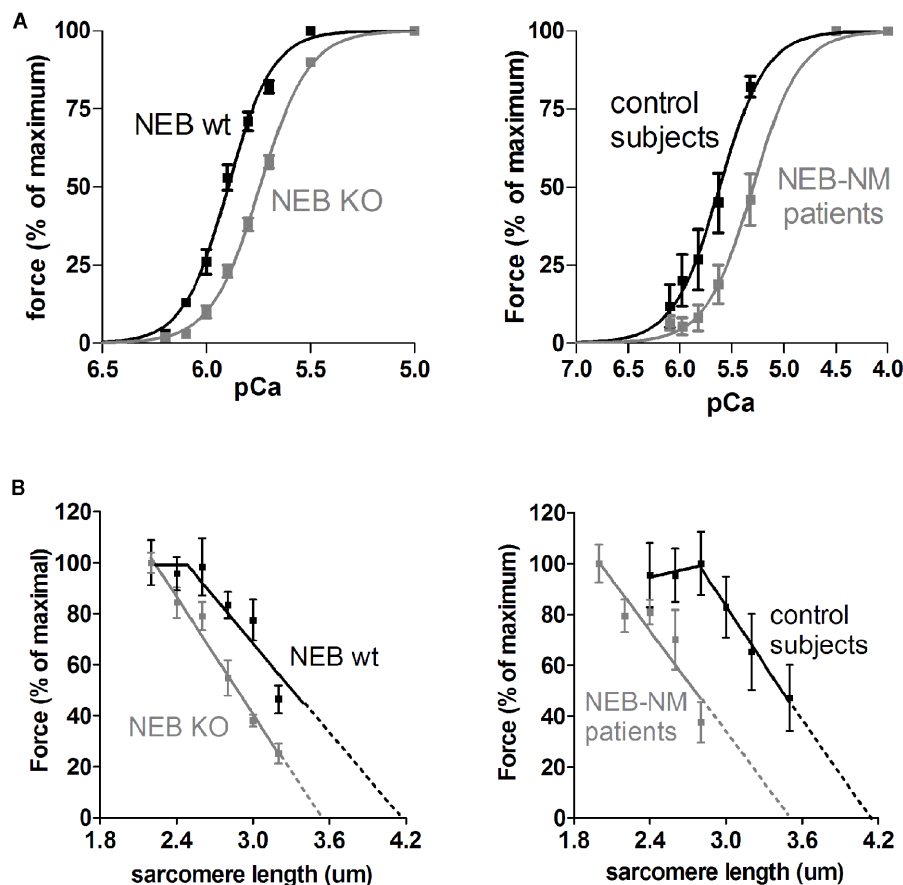 A
force (% of maximum)
100
75
50
25
0
NEB wt
NEB KO
6.5 6.0 5.5 5.0
pCa
Force (% of maximum)
100
75
50
25
0
control
subjects
NEB-NM
patients
7.0 6.5 6.0 5.5 5.0 4.5 4.0
pCa
B
Force (% of maximal)
120
100
80
60
40
20
0
NEB wt
NEB KO
1.8 2.4 3.0 3.6 4.2
sarcomere length (um)
Force (% of maximum)
120
100
80
60
40
20
0
control
subjects
NEB-NM
patients
1.8 2.4 3.0 3.6 4.2
sarcomere length (um)